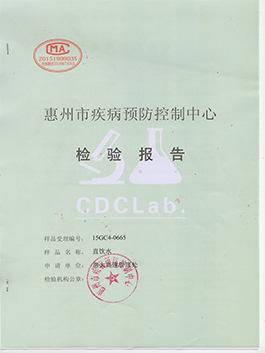 CMA
惠州市疾病预防控制中心
检验报告
CDCLab.
样品受理编号：15GC4-0665
样品名称：直饮水
申请单位：
检验机构公章：